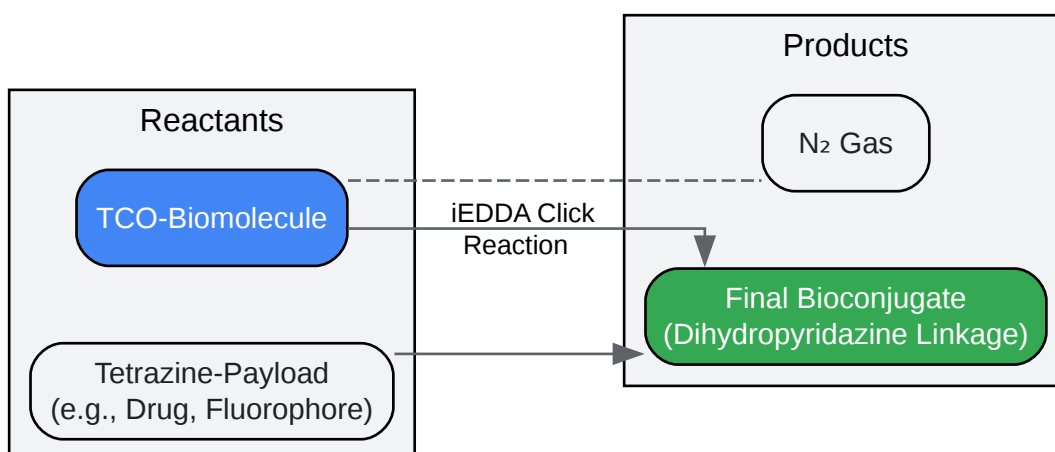 Products
N₂ Gas
Reactants
TCO-Biomolecule
iEDDA Click
Reaction
Final Bioconjugate
(Dihydropyridazine Linkage)
Tetrazine-Payload
(e.g., Drug, Fluorophore)